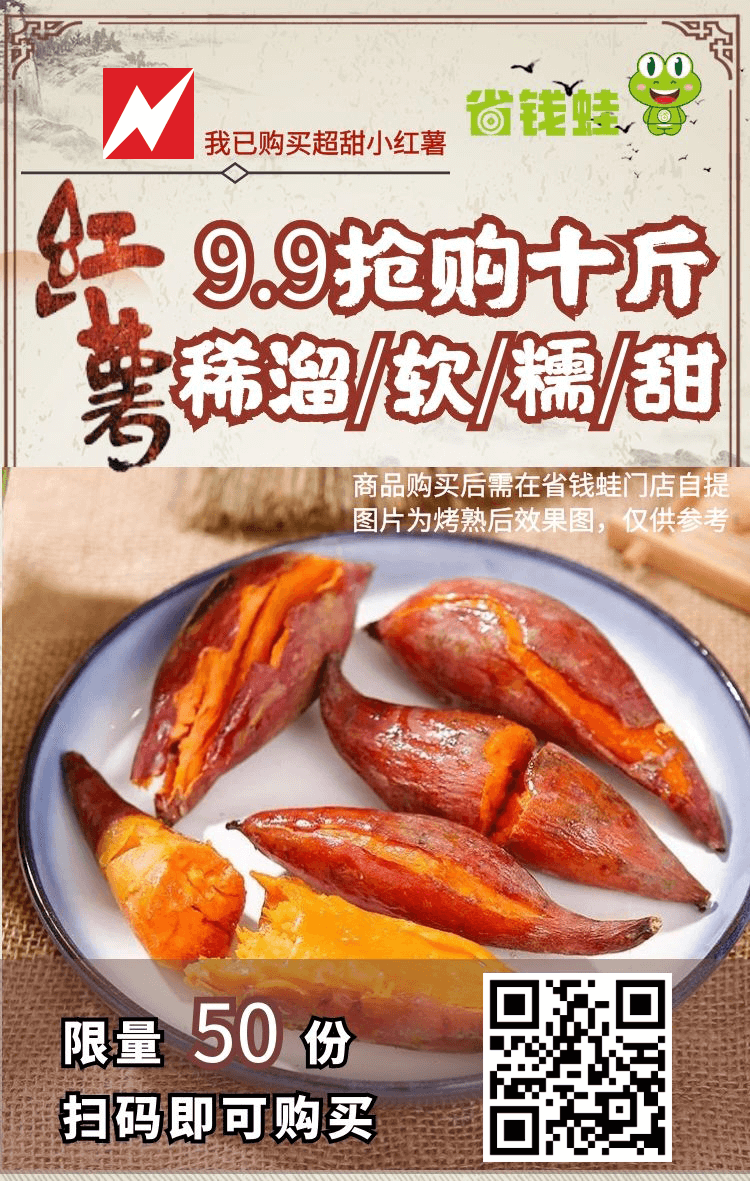 我已购买超甜小红薯
省钱蛙
红薯
9.9抢购十斤
稀溜/软/糯/甜
商品购买后需在省钱蛙门店自提
图片为烤熟后效果图，仅供参考
限量 50 份
扫码即可购买